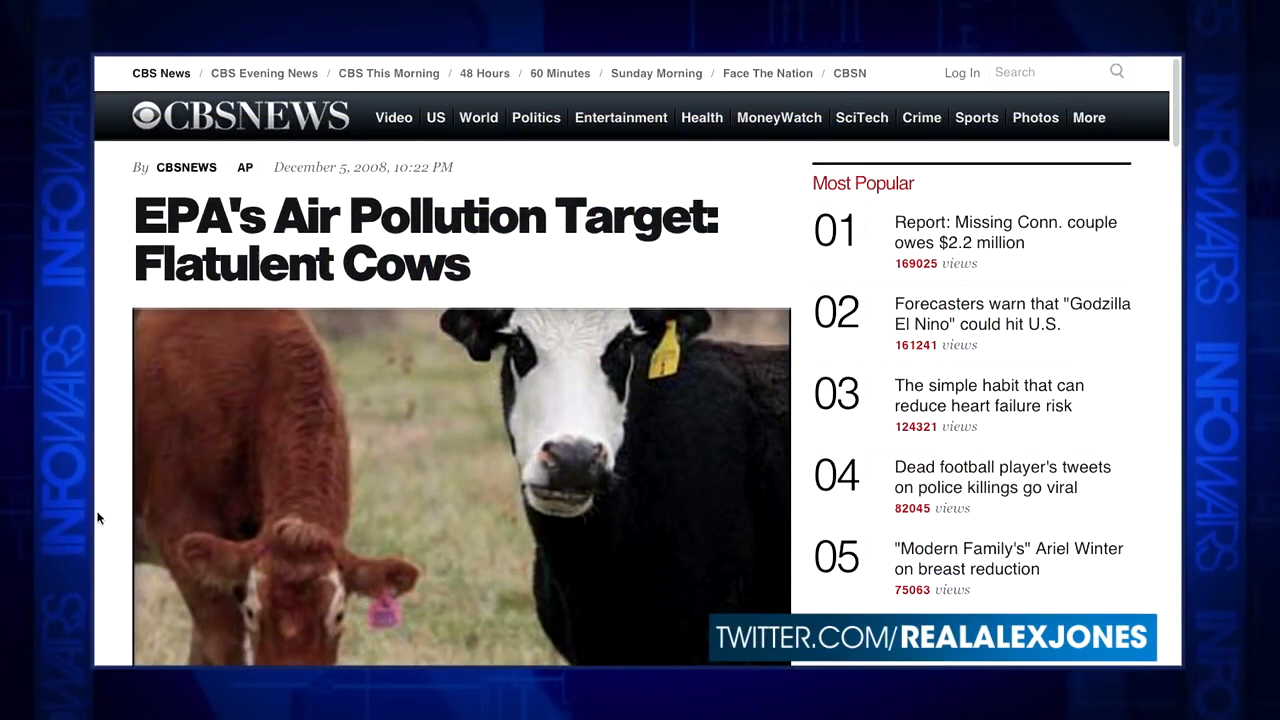 CBS News / CBS Evening News / CBS This Morning / 48 Hours / 60 Minutes / Sunday Morning / Face The Nation / CBSN
Log In
Search
CBSNEWS
Video US World Politics Entertainment Health MoneyWatch SciTech Crime Sports Photos More
By CBSNEWS AP December 5, 2008, 10:22 PM
EPA's Air Pollution Target:
Flatulent Cows
Most Popular
01
Report: Missing Conn. couple
owes $2.2 million
169025 views
02
Forecasters warn that "Godzilla
El Nino" could hit U.S.
161241 views
03
The simple habit that can
reduce heart failure risk
124321 views
04
Dead football player's tweets
on police killings go viral
82045 views
05
"Modern Family's" Ariel Winter
on breast reduction
75063 views
TWITTER.COM/REALALEXJONES
INFOWARS
INFOWARS
INFOWARS
INFOWARS
INFOWARS